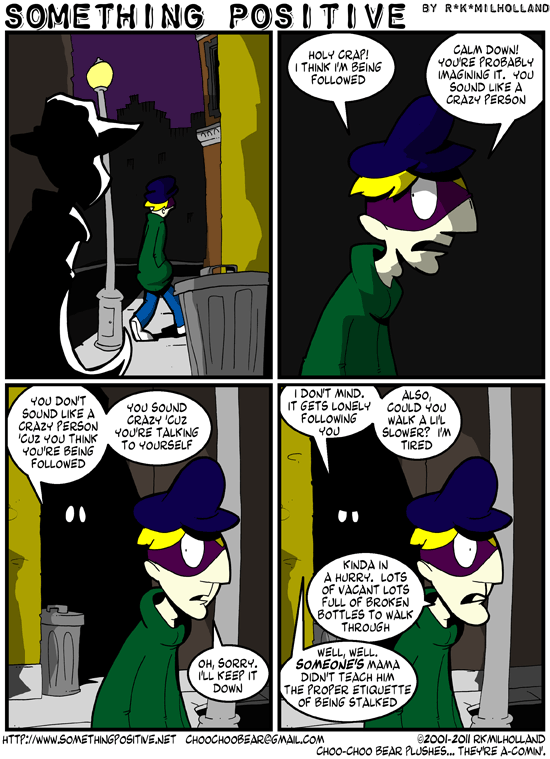 SOMETHING POSITIVE BY R*K*MILHOLLAND
HOLY CRAP!
I THINK I'M BEING
FOLLOWED
CALM DOWN!
YOU'RE PROBABLY
IMAGINING IT. YOU
SOUND LIKE A
CRAZY PERSON
YOU DON'T
SOUND LIKE A
CRAZY PERSON
'CUZ YOU THINK
YOU'RE BEING
FOLLOWED
YOU SOUND
CRAZY 'CUZ
YOU'RE TALKING
TO YOURSELF
OH, SORRY.
I'LL KEEP IT
DOWN
I DON'T MIND.
IT GETS LONELY
FOLLOWING
YOU
ALSO,
COULD YOU
WALK A LI'L
SLOWER? I'M
TIRED
KINDA IN
A HURRY. LOTS
OF VACANT LOTS
FULL OF BROKEN
BOTTLES TO WALK
THROUGH
WELL, WELL.
SOMEONE'S MAMA
DIDN'T TEACH HIM
THE PROPER ETIQUETTE
OF BEING STALKED
HTTP://WWW.SOMETHINGPOSITIVE.NET CHOOCHOOBEAR@GMAIL.COM ©2001-2011 RKMILHOLLAND
CHOO-CHOO BEAR PLUSHES... THEY'RE A-COMIN'.